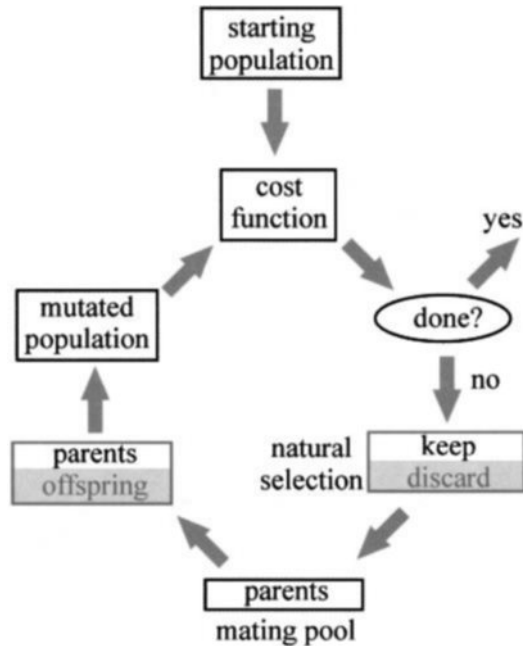 starting
population
cost
function
yes
done?
mutated
population
no
parents
offspring
natural
selection
keep
discard
parents
mating pool